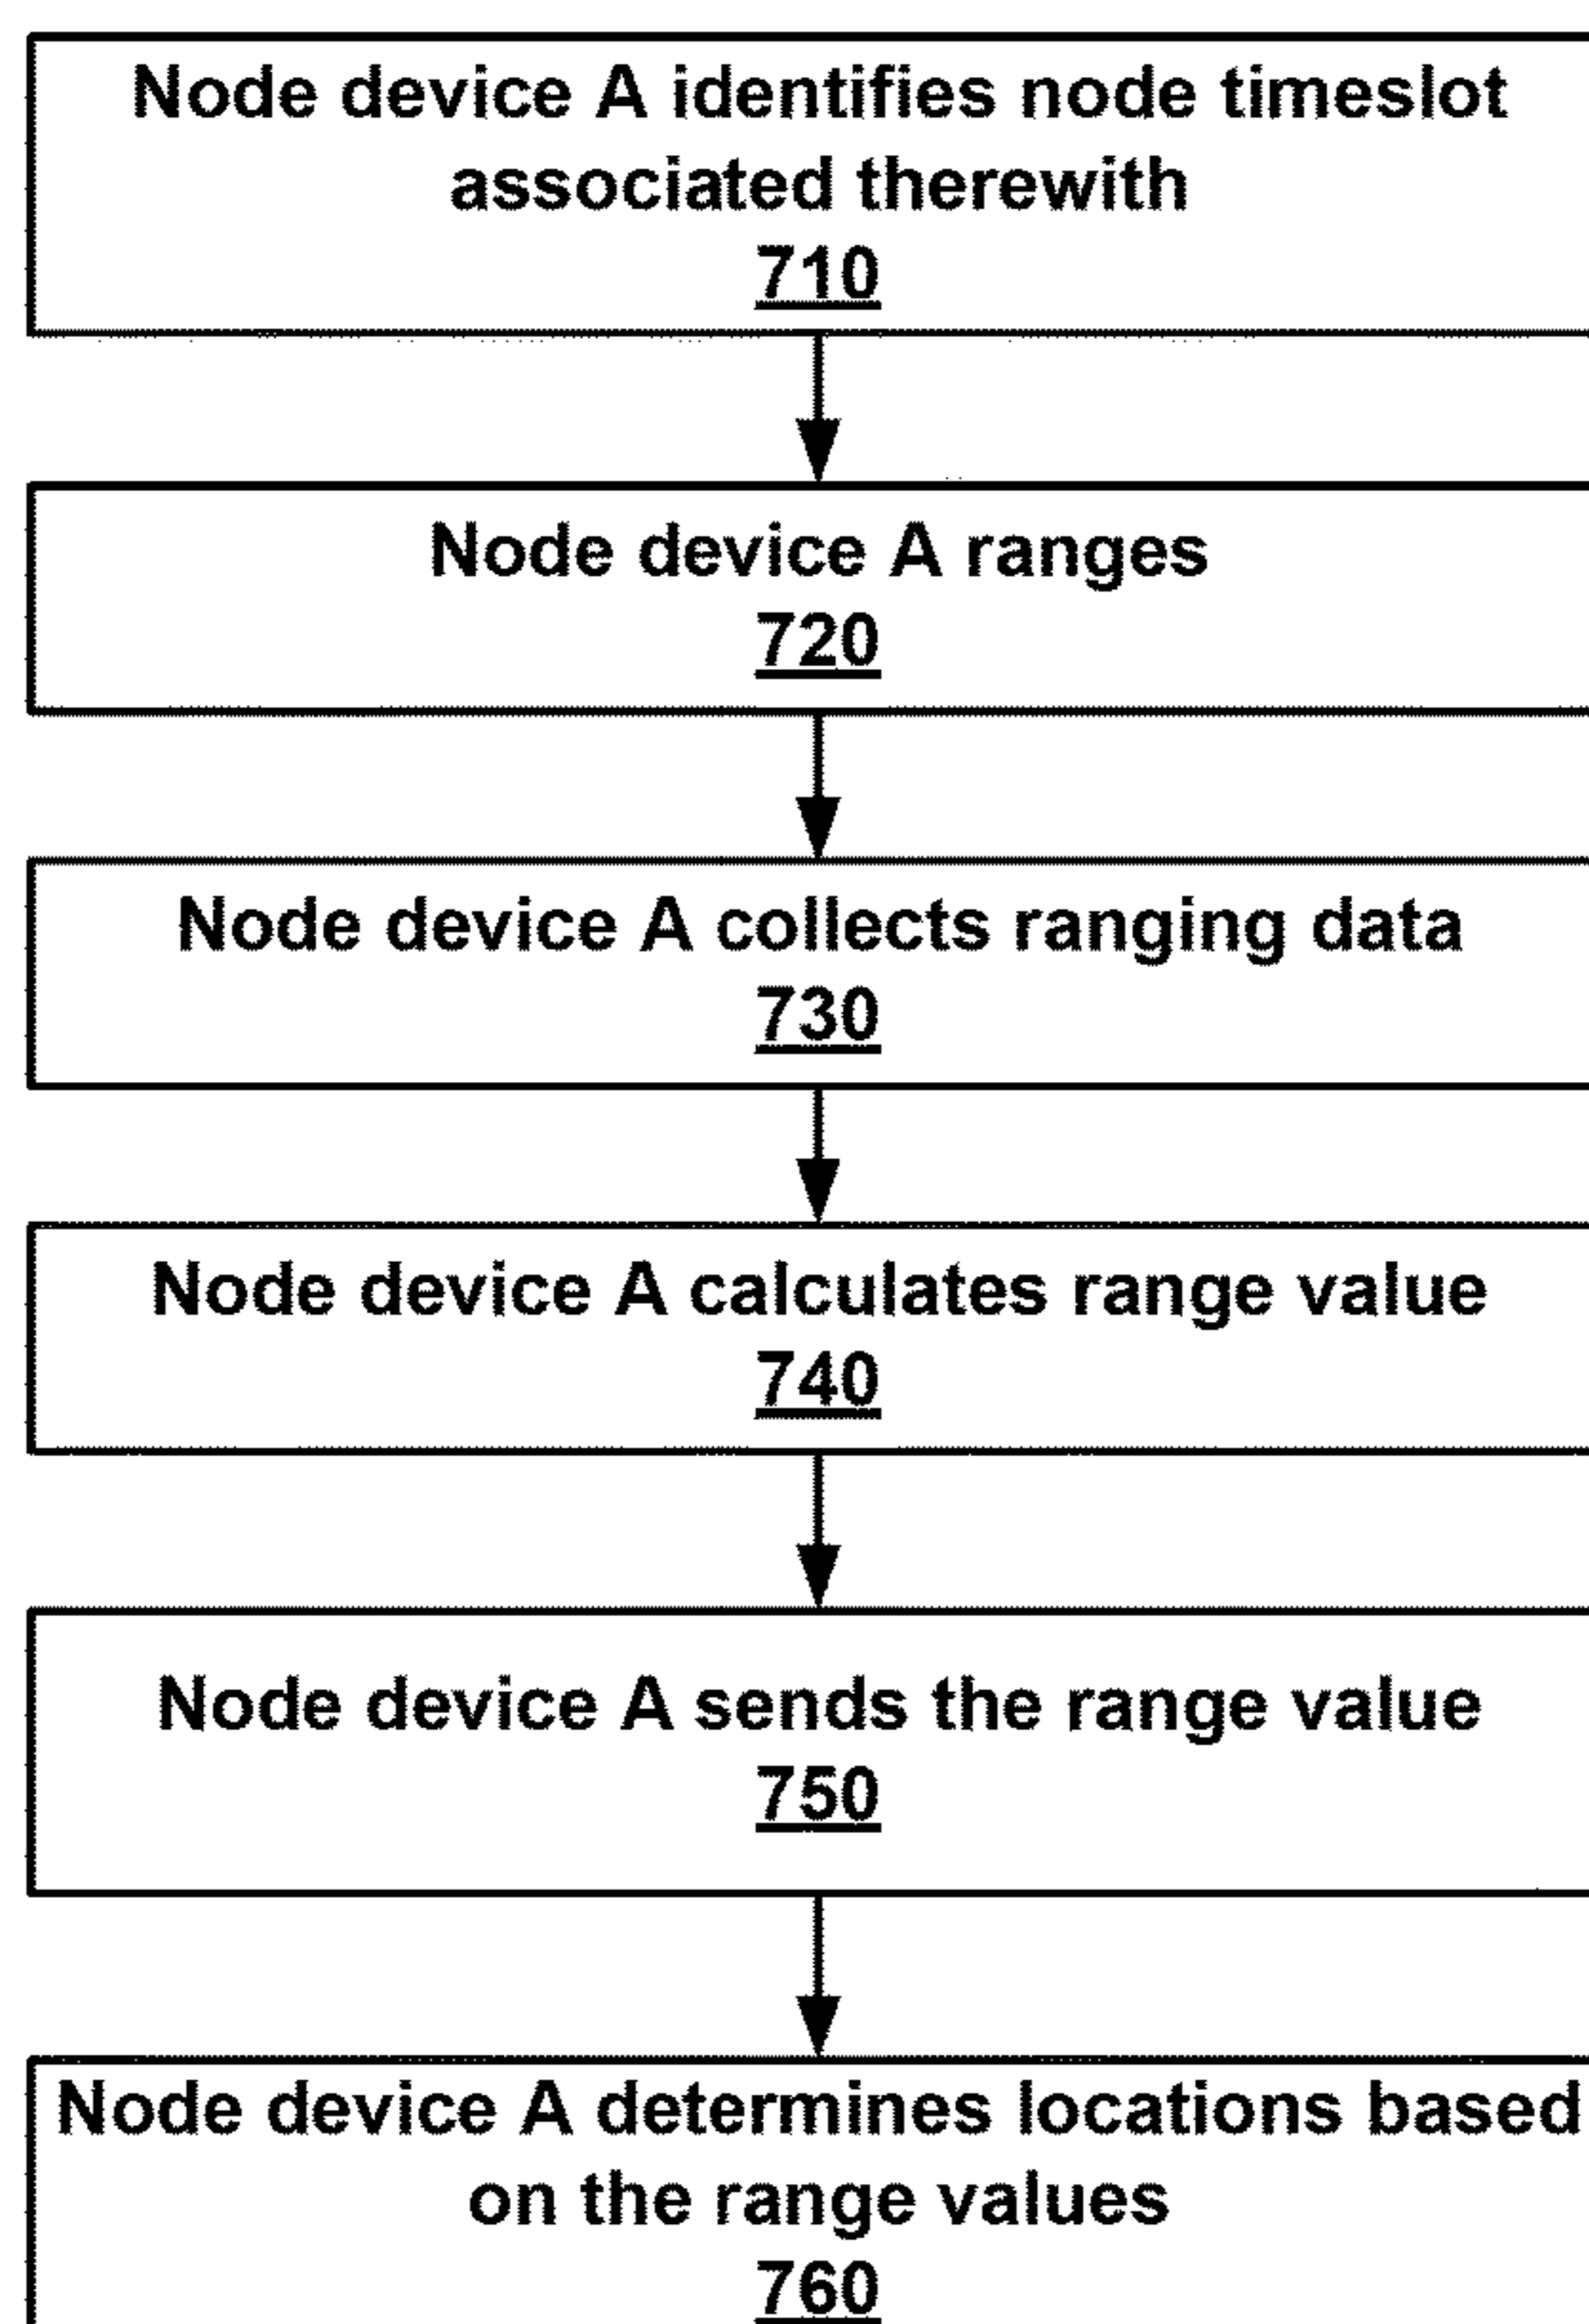 Node device A identifies node timeslot
associated therewith
710
Node device A ranges
720
Node device A collects ranging data
730
Node device A calculates range value
740
Node device A sends the range value
750
Node device A determines locations based
on the range values
760